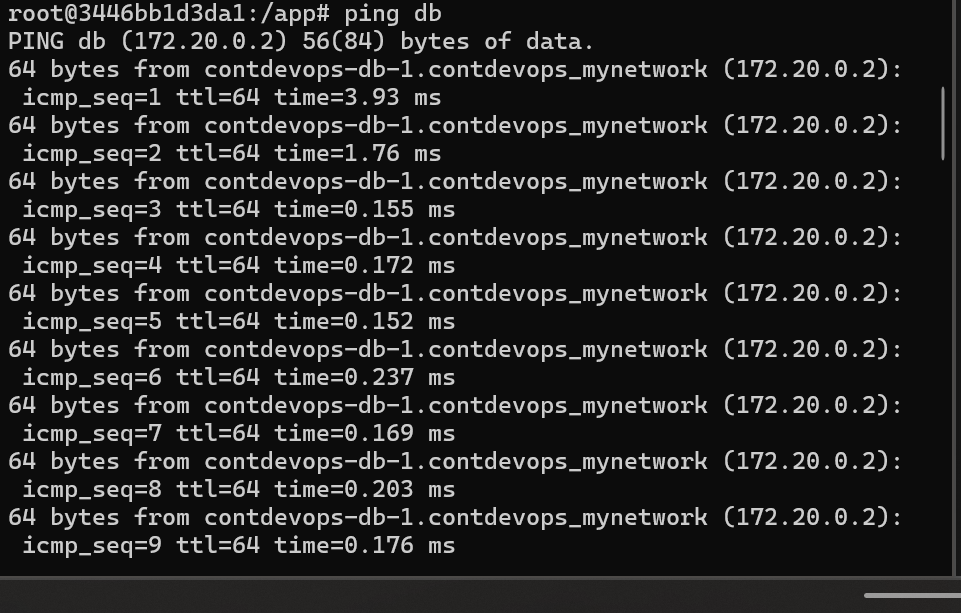 root@3446bb1d3da1:/app# ping db
PING db (172.20.0.2) 56(84) bytes of data.
64 bytes from contdevops-db-1.contdevops_mynetwork (172.20.0.2):
 icmp_seq=1 ttl=64 time=3.93 ms
64 bytes from contdevops-db-1.contdevops_mynetwork (172.20.0.2):
 icmp_seq=2 ttl=64 time=1.76 ms
64 bytes from contdevops-db-1.contdevops_mynetwork (172.20.0.2):
 icmp_seq=3 ttl=64 time=0.155 ms
64 bytes from contdevops-db-1.contdevops_mynetwork (172.20.0.2):
 icmp_seq=4 ttl=64 time=0.172 ms
64 bytes from contdevops-db-1.contdevops_mynetwork (172.20.0.2):
 icmp_seq=5 ttl=64 time=0.152 ms
64 bytes from contdevops-db-1.contdevops_mynetwork (172.20.0.2):
 icmp_seq=6 ttl=64 time=0.237 ms
64 bytes from contdevops-db-1.contdevops_mynetwork (172.20.0.2):
 icmp_seq=7 ttl=64 time=0.169 ms
64 bytes from contdevops-db-1.contdevops_mynetwork (172.20.0.2):
 icmp_seq=8 ttl=64 time=0.203 ms
64 bytes from contdevops-db-1.contdevops_mynetwork (172.20.0.2):
 icmp_seq=9 ttl=64 time=0.176 ms